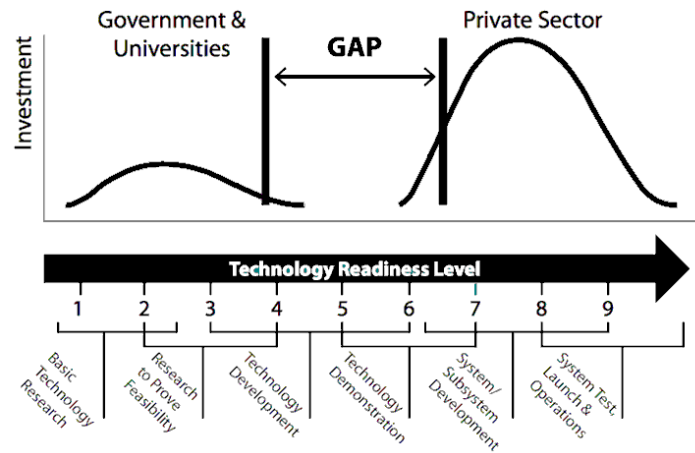 Government &
Universities
GAP
Private Sector
Investment
Technology Readiness Level
1 2 3 4 5 6 7 8 9
Basic
Technology
Research
Research
to Prove
Feasibility
Technology
Development
Technology
Demonstration
System/
Subsystem
Development
System Test,
Launch &
Operations